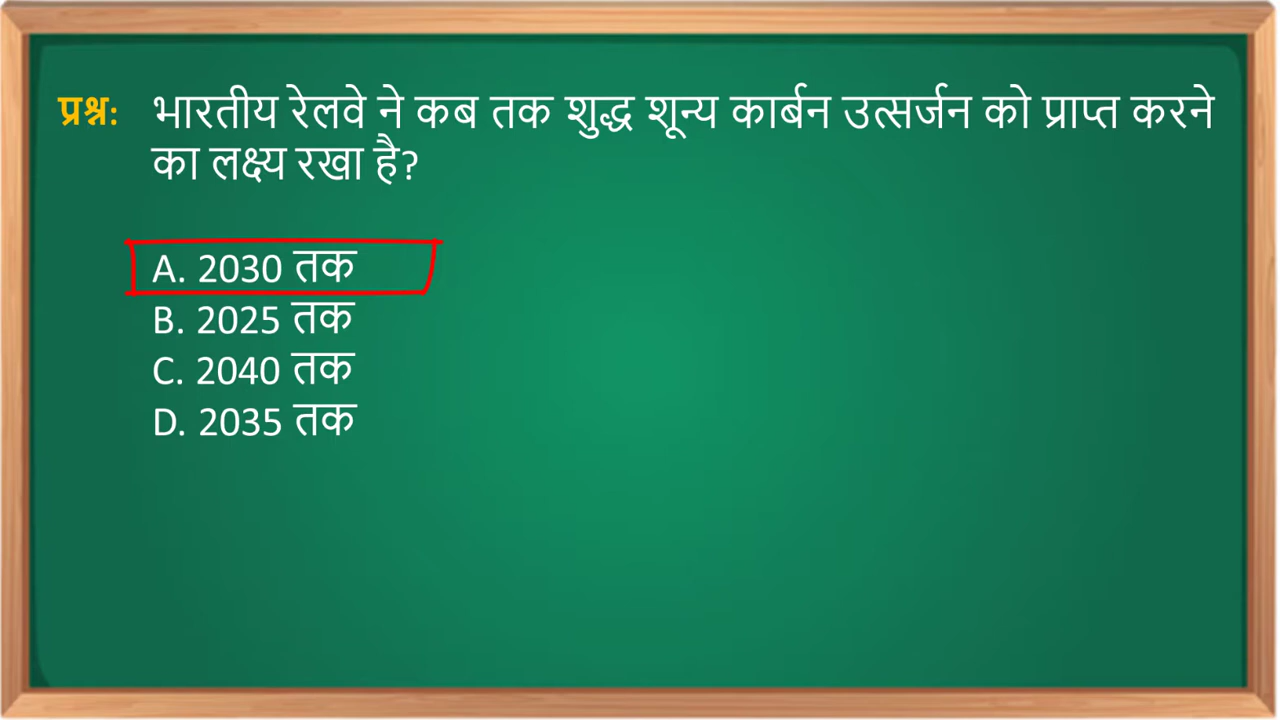 प्रश्न: भारतीय रेलवे ने कब तक शुद्ध शून्य कार्बन उत्सर्जन को प्राप्त करने
का लक्ष्य रखा है?
A. 2030 तक
B. 2025 तक
C. 2040 तक
D. 2035 तक